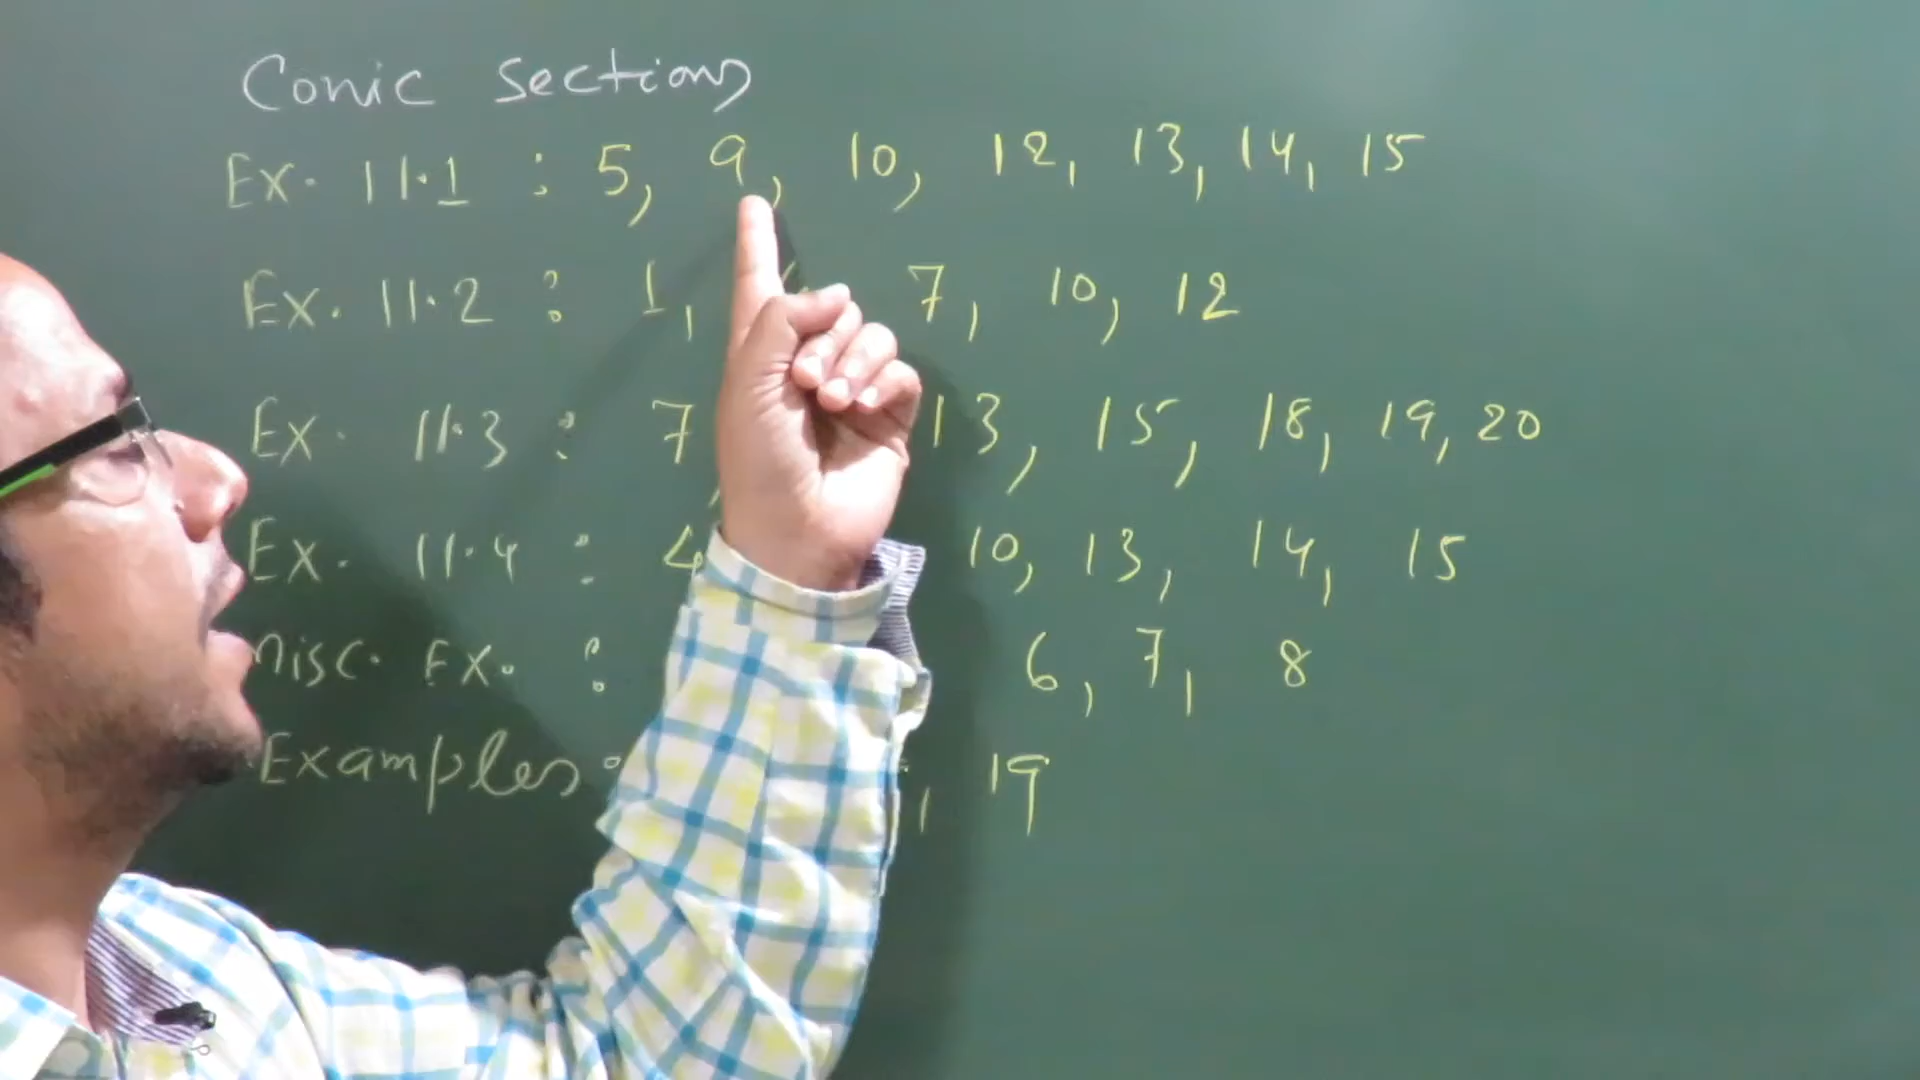 Conic Sections
Ex. 11.1 : 5, 9, 10, 12, 13, 14, 15
Ex. 11.2 : 1, 7, 10, 12
Ex. 11.3 : 7, 13, 15, 18, 19, 20
Ex. 11.4 : 4 10, 13, 14, 15
Misc. Ex. : 6, 7, 8
Examples : , 19